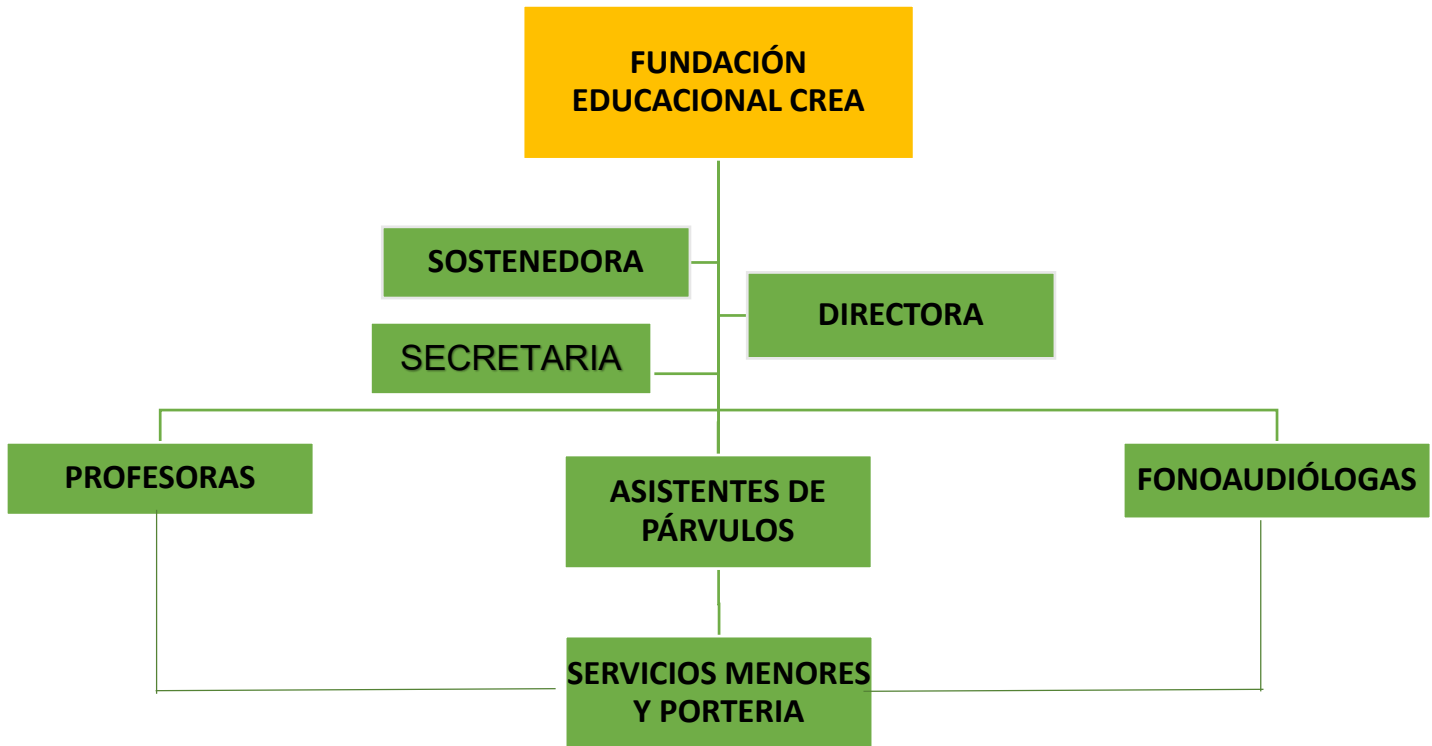 FUNDACIÓN
EDUCACIONAL CREA
SOSTENEDORA
DIRECTORA
SECRETARIA
PROFESORAS
ASISTENTES DE
PÁRVULOS
FONOAUDIÓLOGAS
SERVICIOS MENORES
Y PORTERIA